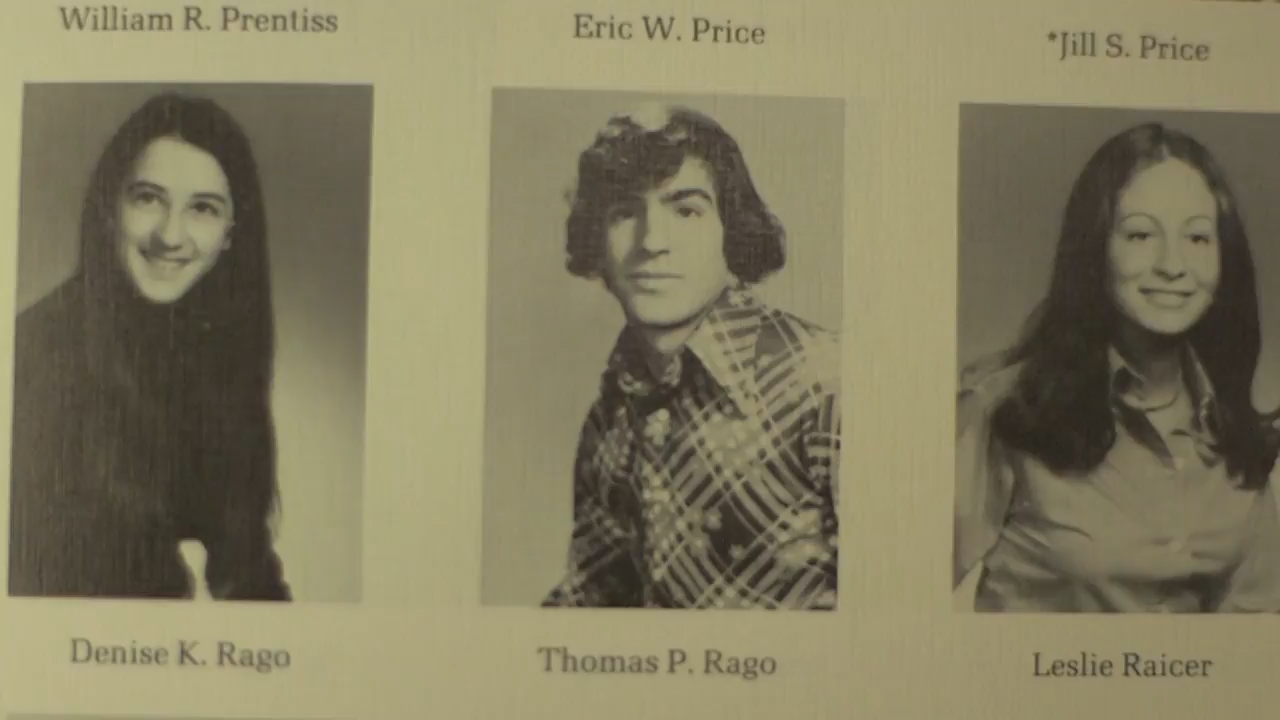 William R. Prentiss
Eric W. Price
*Jill S. Price
Denise K. Rago
Thomas P. Rago
Leslie Raicer